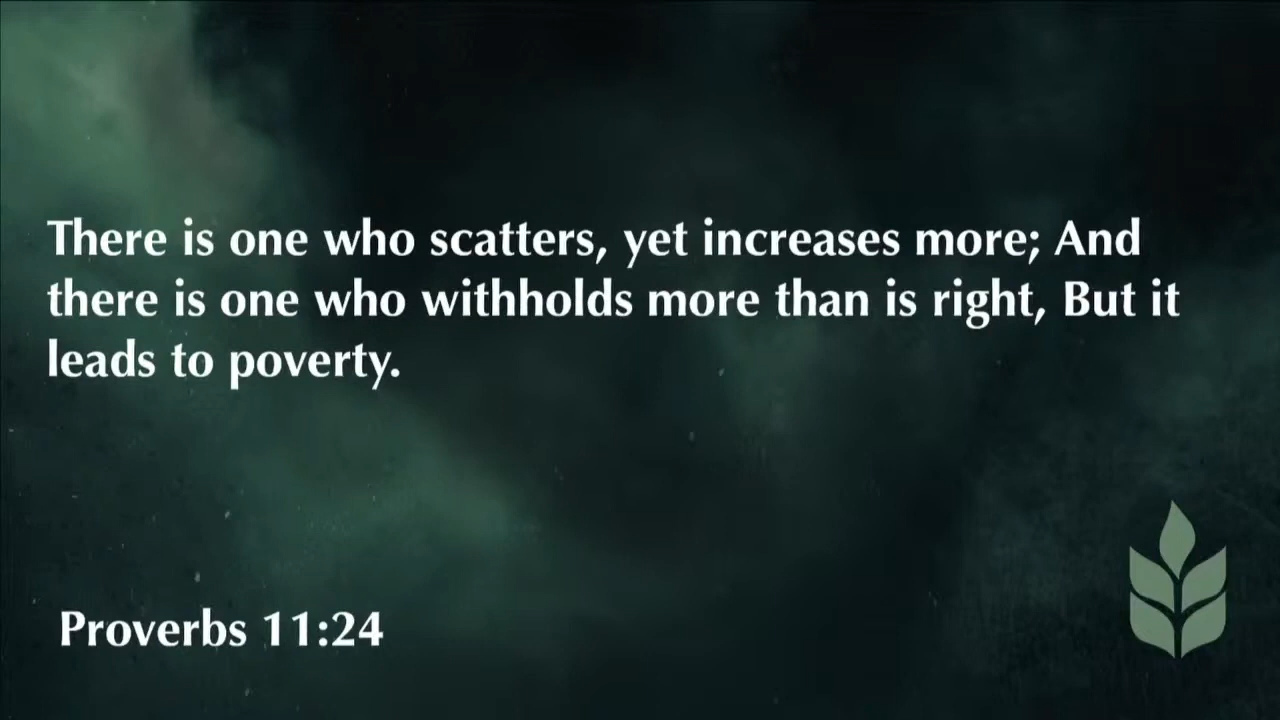 There is one who scatters, yet increases more; And
there is one who withholds more than is right, But it
leads to poverty.
Proverbs 11:24